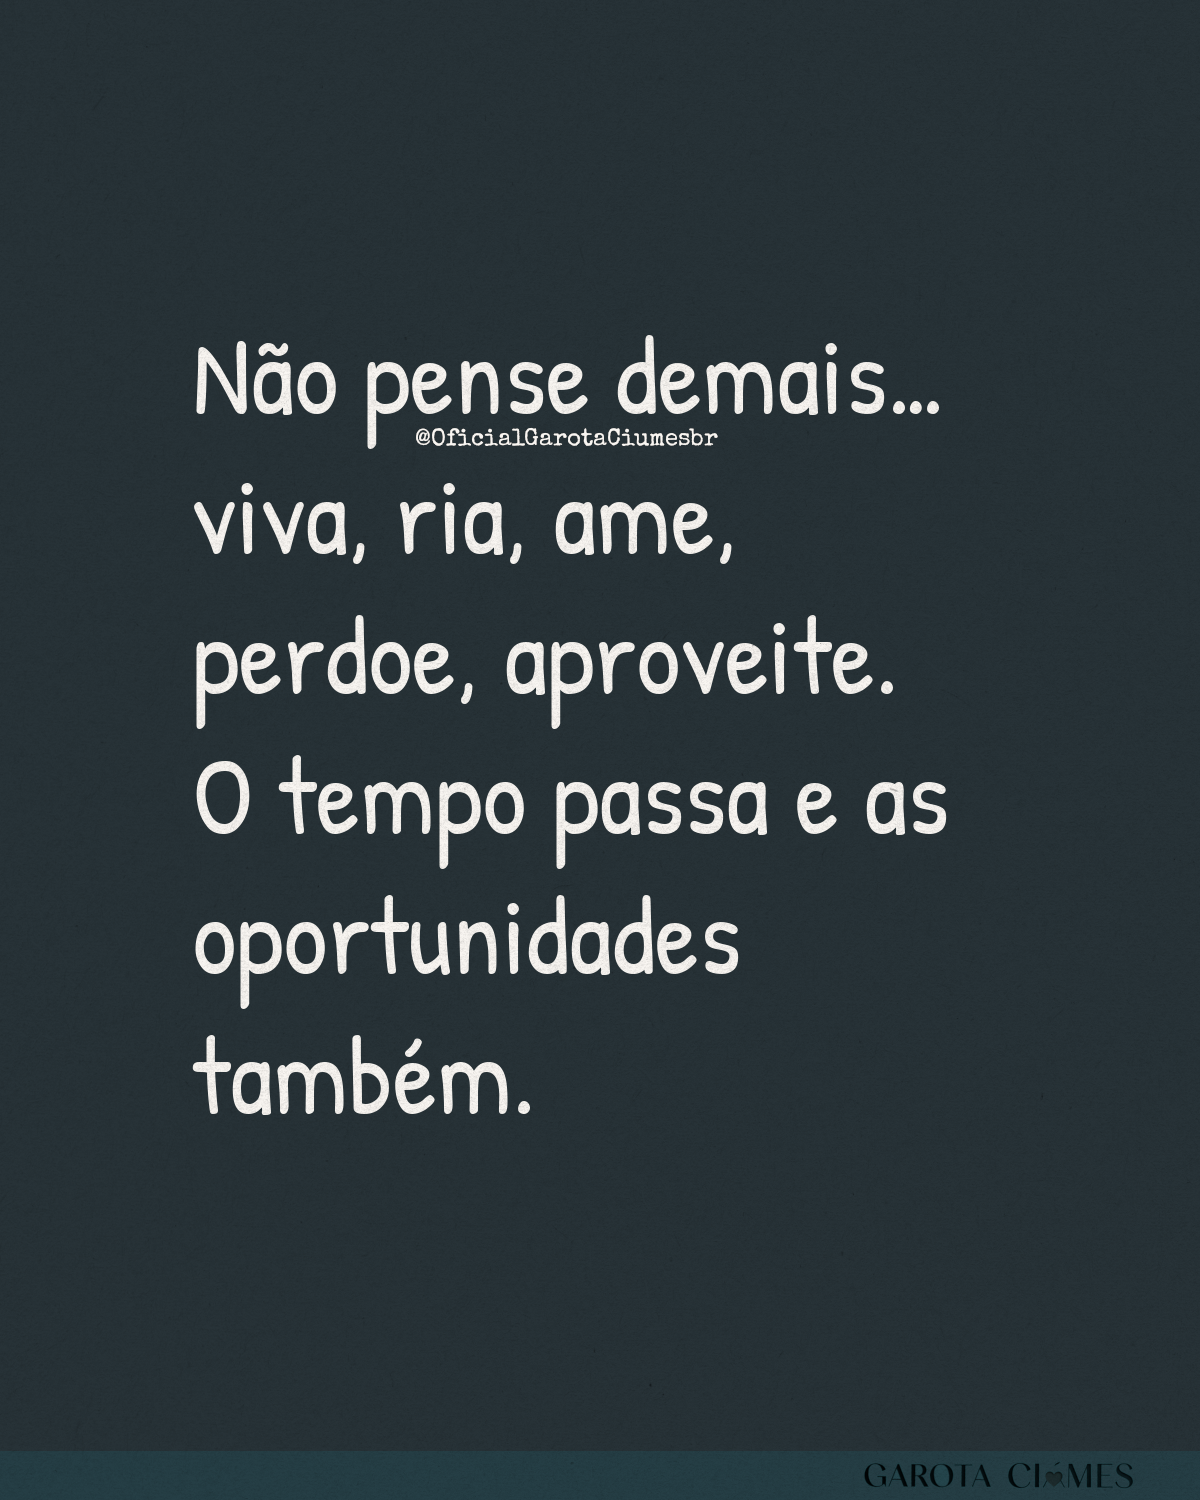 Não pense demais...
@OficialGarotaCiumesbr
viva, ria, ame,
perdoe, aproveite.
O tempo passa e as
oportunidades
também.
GAROTA CIÚMES